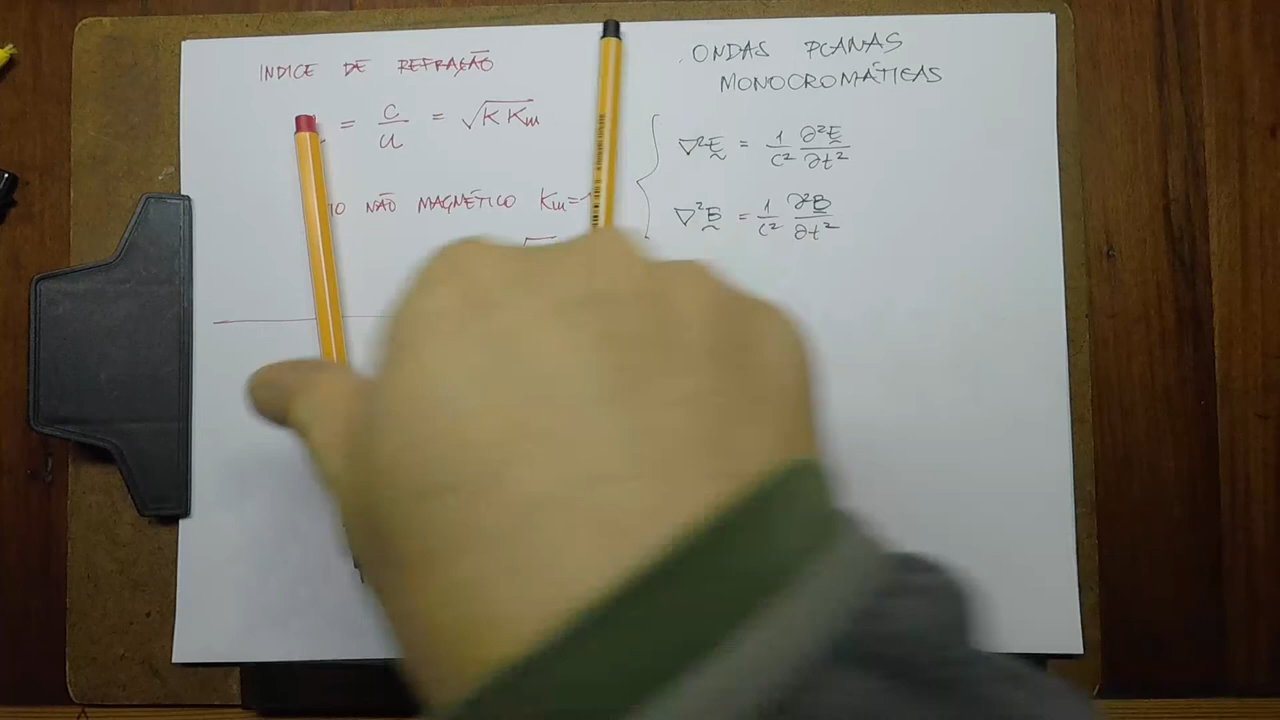 INDICE DE REFRAÇÃO
= c/u = √K Km
NÃO MAGNÉTICO Km=
ONDAS PLANAS
MONOCROMÁTICAS
∇²E = 1/c² ∂²E/∂t²
∇²B = 1/c² ∂²B/∂t²